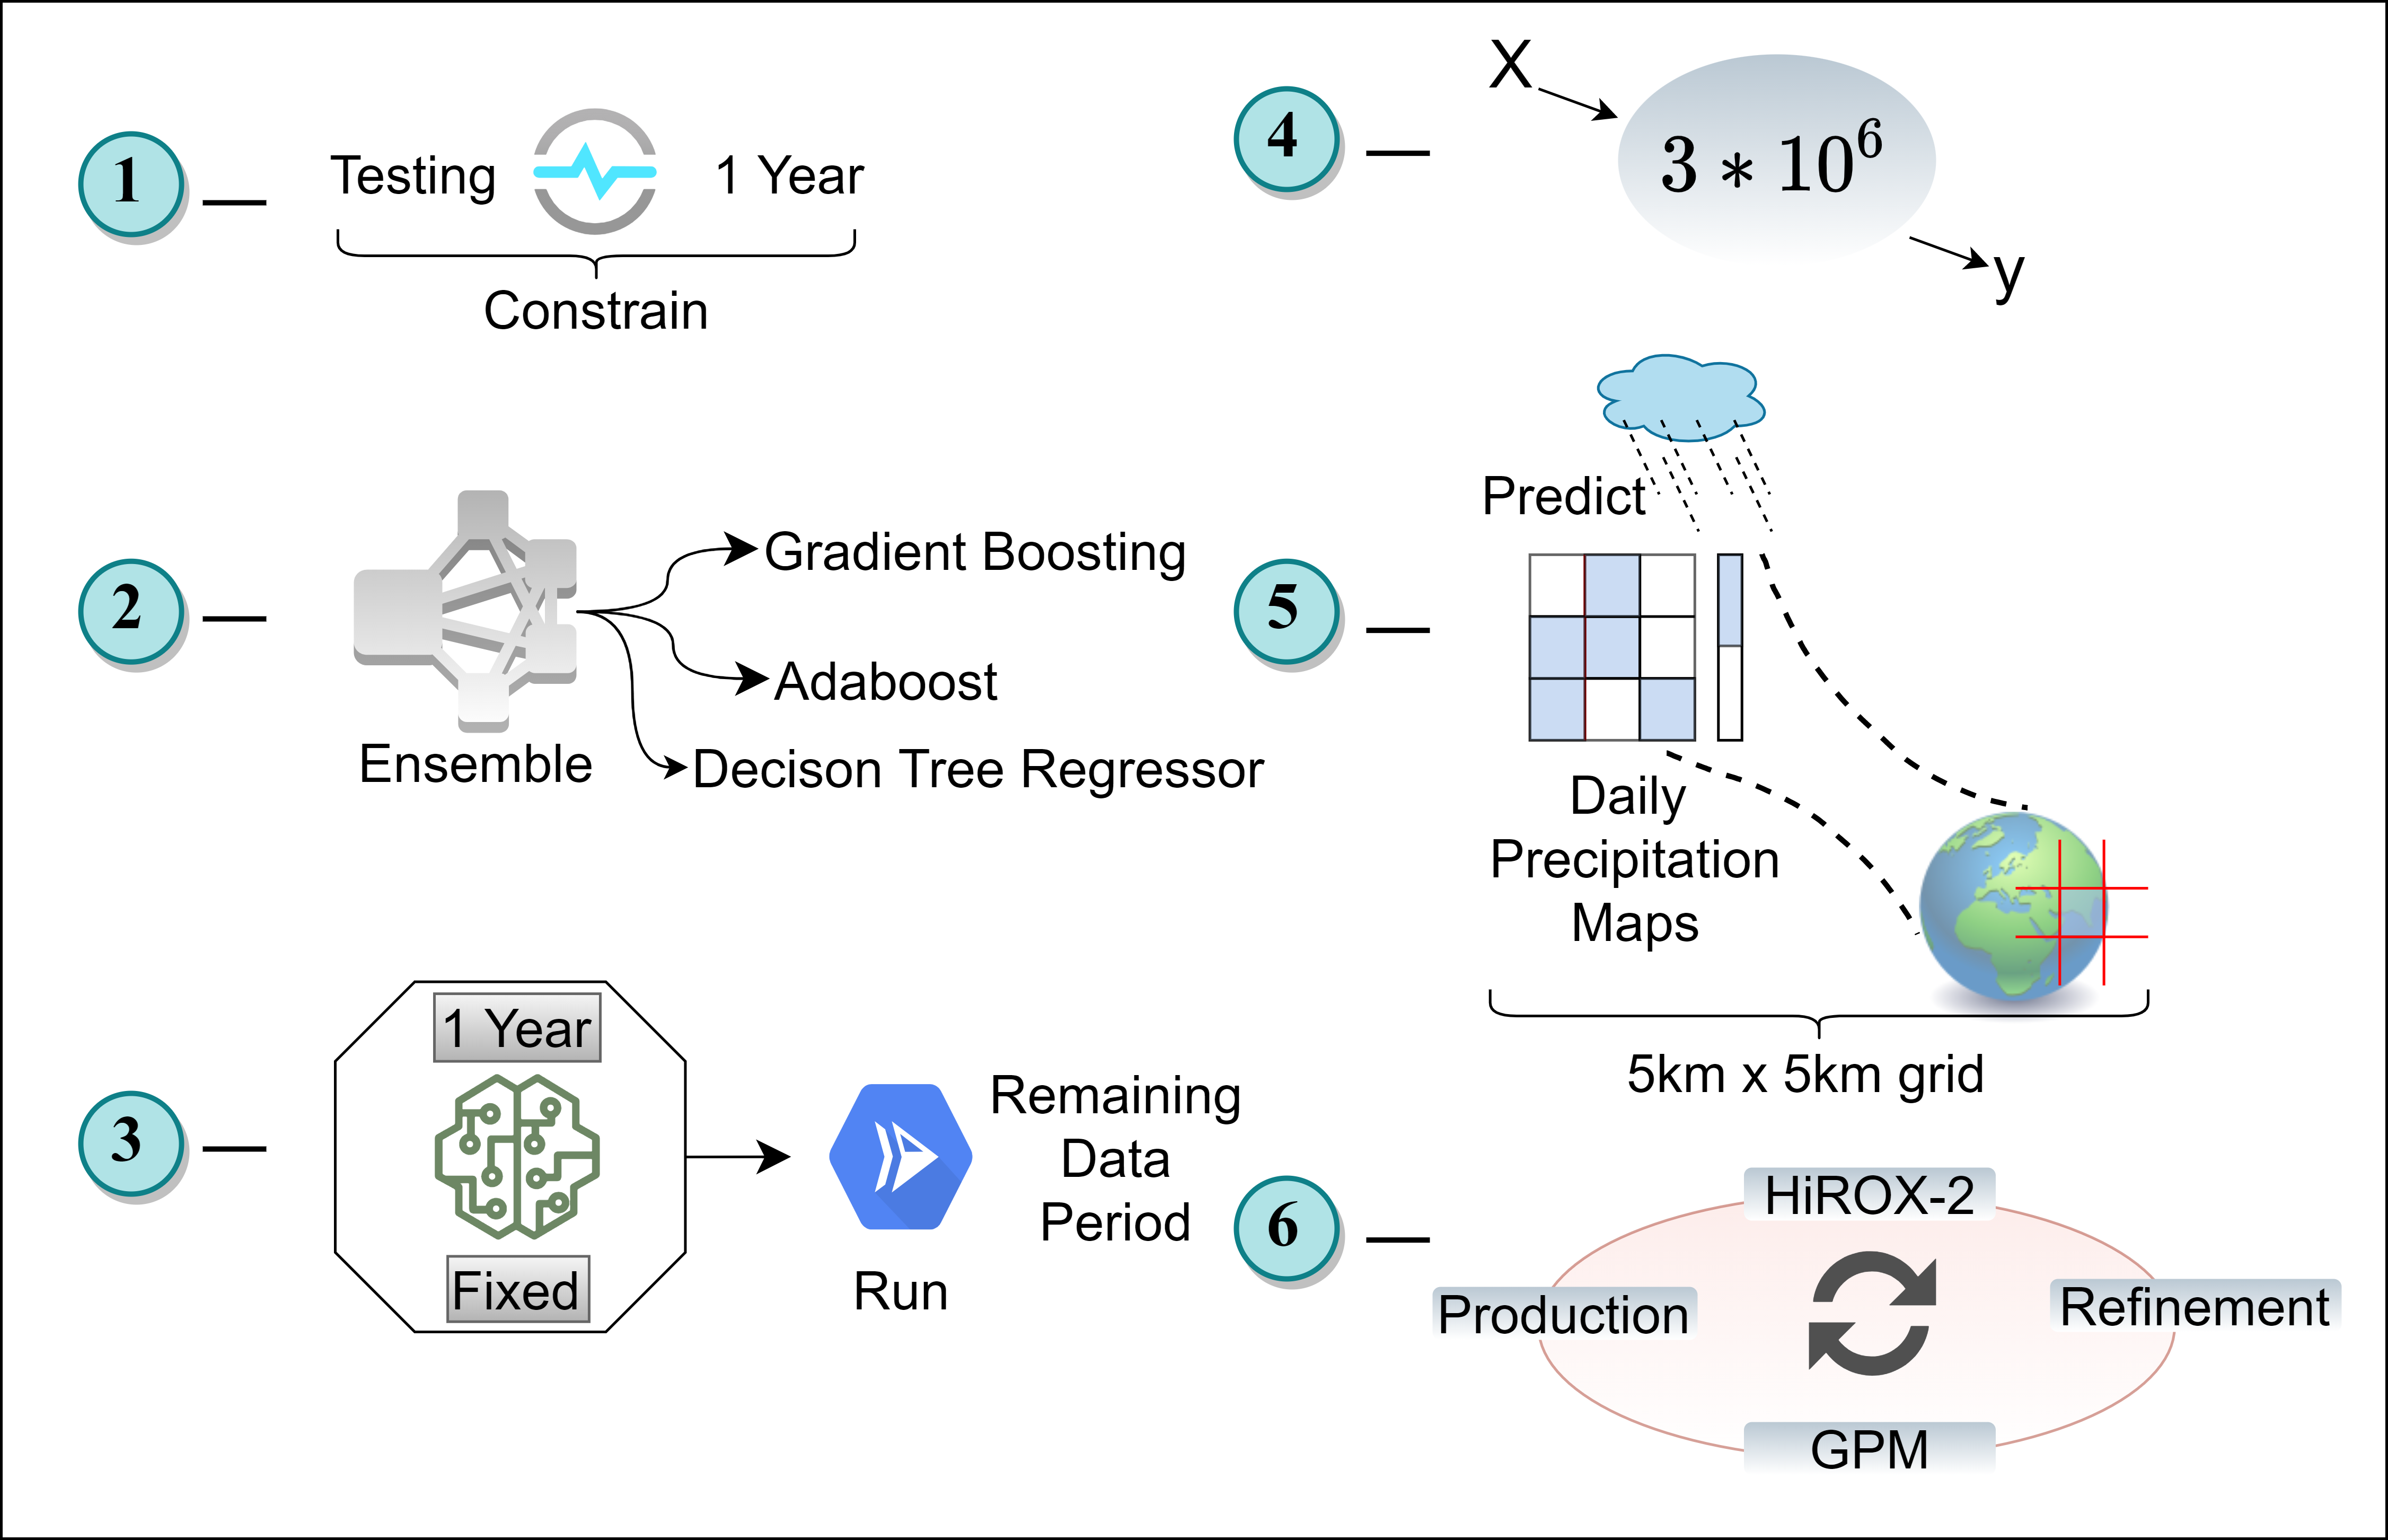 1
Testing
1 Year
Constrain
2
Ensemble
Gradient Boosting
Adaboost
Decison Tree Regressor
3
1 Year
Fixed
Run
Remaining
Data
Period
4
X
3 * 10^6
y
5
Predict
Daily
Precipitation
Maps
5km x 5km grid
6
HiROX-2
Production
Refinement
GPM